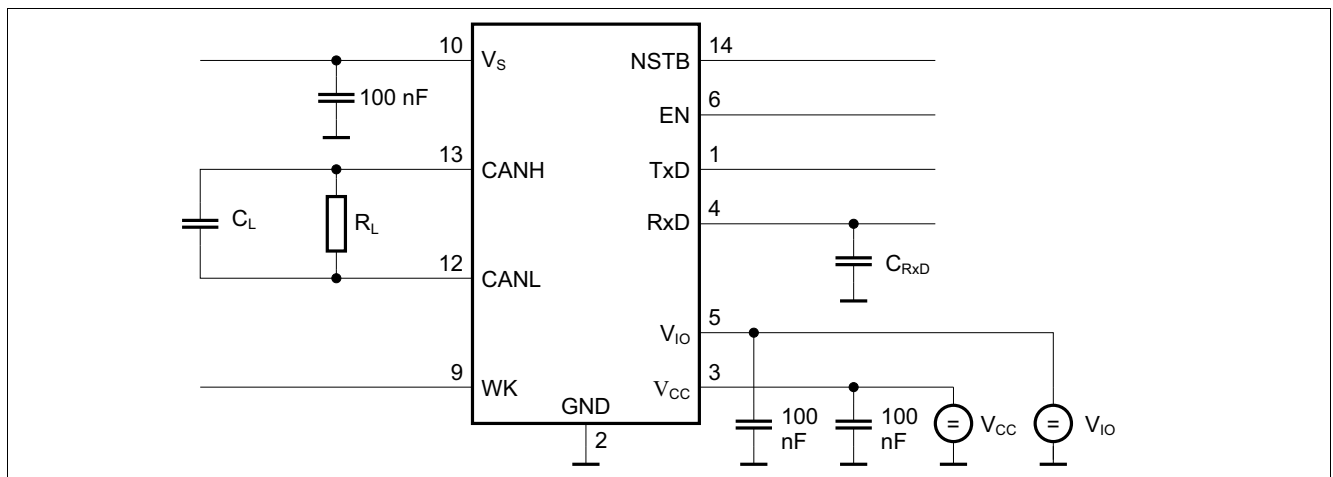 10
V_S
NSTB
14
100 nF
EN
6
13
CANH
TxD
1
C_L
R_L
RxD
4
12
CANL
C_RxD
V_IO
5
9
WK
V_CC
3
GND
2
100
nF
100
nF
=
V_CC
=
V_IO